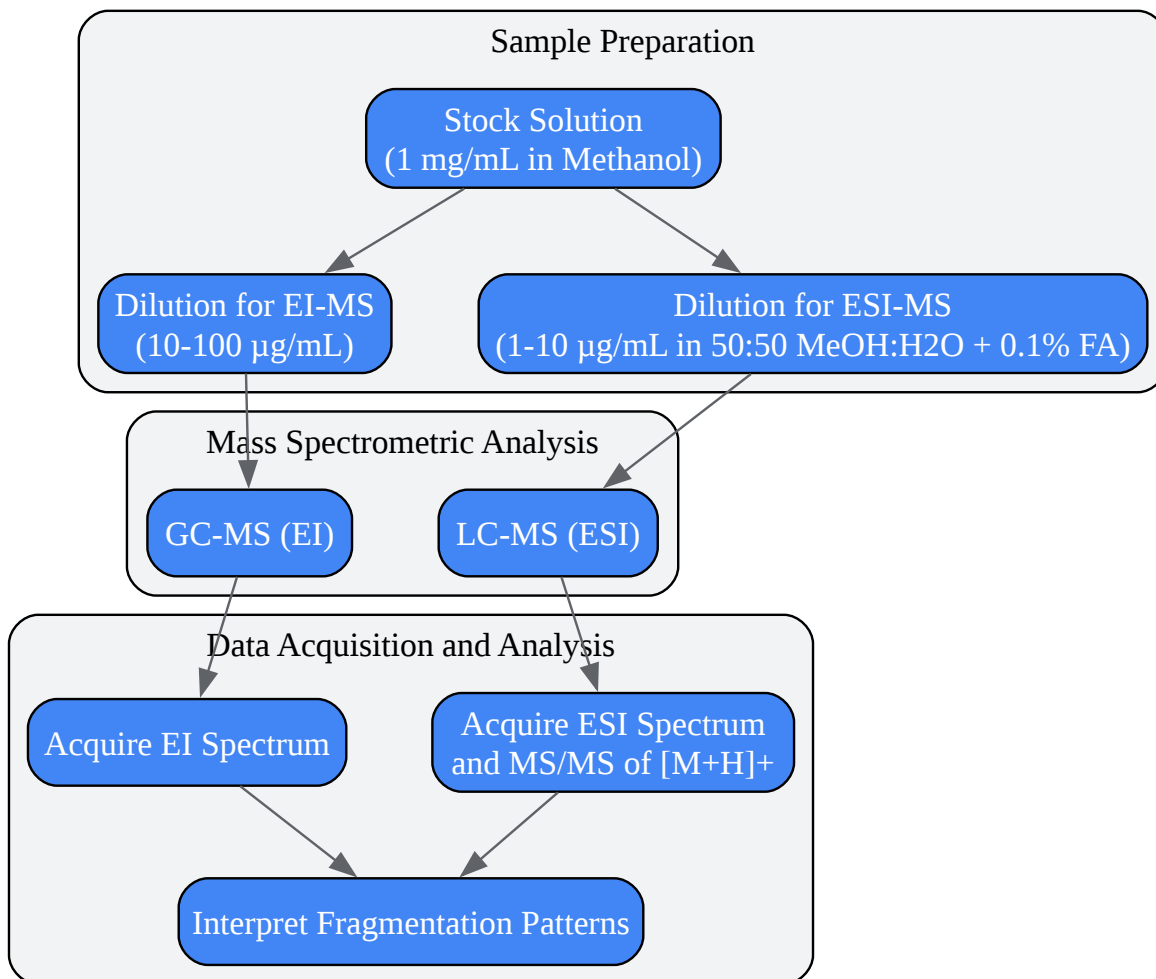 Sample Preparation
Stock Solution
(1 mg/mL in Methanol)
Dilution for EI-MS
(10-100 µg/mL)
Dilution for ESI-MS
(1-10 µg/mL in 50:50 MeOH:H2O + 0.1% FA)
Mass Spectrometric Analysis
GC-MS (EI)
LC-MS (ESI)
Data Acquisition and Analysis
Acquire EI Spectrum
Acquire ESI Spectrum
and MS/MS of [M+H]+
Interpret Fragmentation Patterns